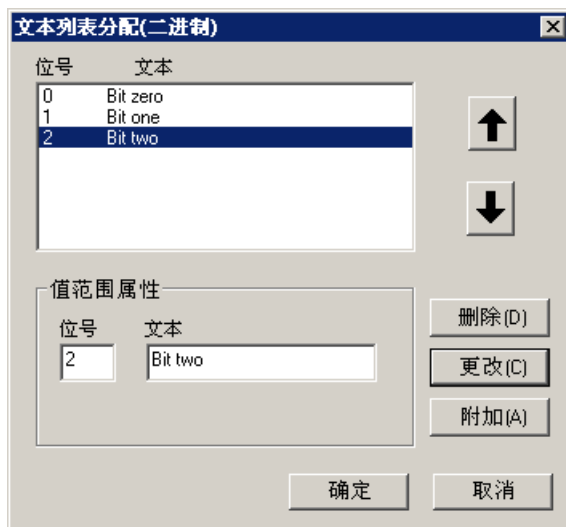 文本列表分配(二进制)
位号 文本
0 Bit zero
1 Bit one
2 Bit two
值范围属性
位号 文本
2 Bit two
删除(D)
更改(C)
附加(A)
确定 取消